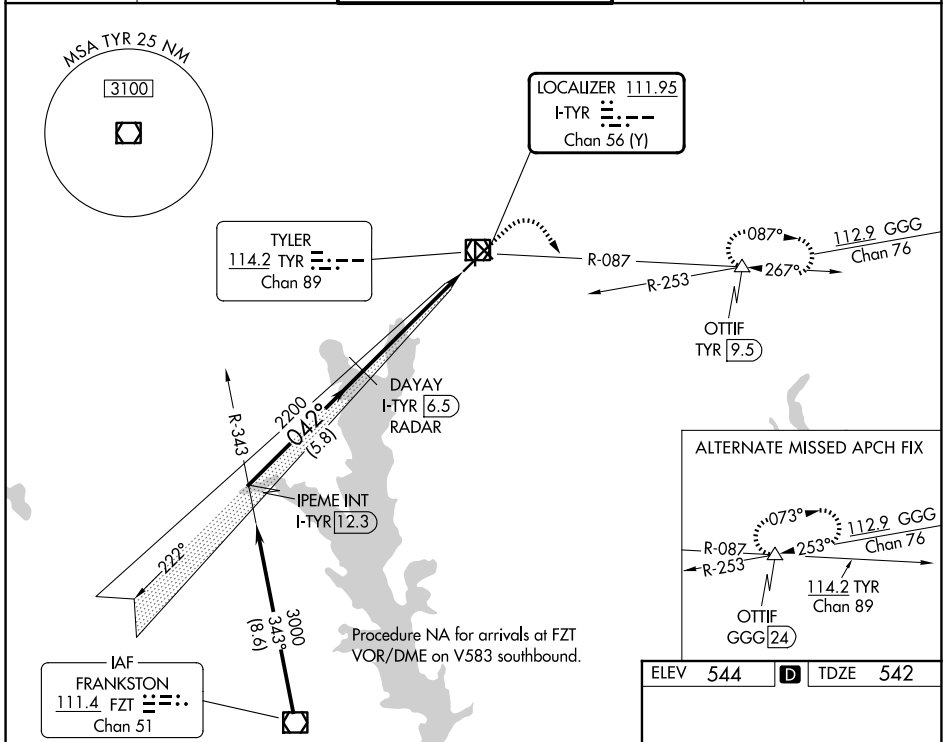 MSA TYR 25 NM
3100
LOCALIZER 111.95
I-TYR
Chan 56 (Y)
TYLER
114.2 TYR
Chan 89
R-087
087°
267°
112.9 GGG
Chan 76
R-253
OTTIF
TYR 9.5
DAYAY
I-TYR 6.5
RADAR
2200
042°
(5.8)
R-343
IPEME INT
I-TYR 12.3
222°
3000
343°
(8.6)
Procedure NA for arrivals at FZT
VOR/DME on V583 southbound.
IAF
FRANKSTON
111.4 FZT
Chan 51
ALTERNATE MISSED APCH FIX
073°
253°
112.9 GGG
Chan 76
R-087
R-253
114.2 TYR
Chan 89
OTTIF
GGG 24
ELEV 544 D TDZE 542